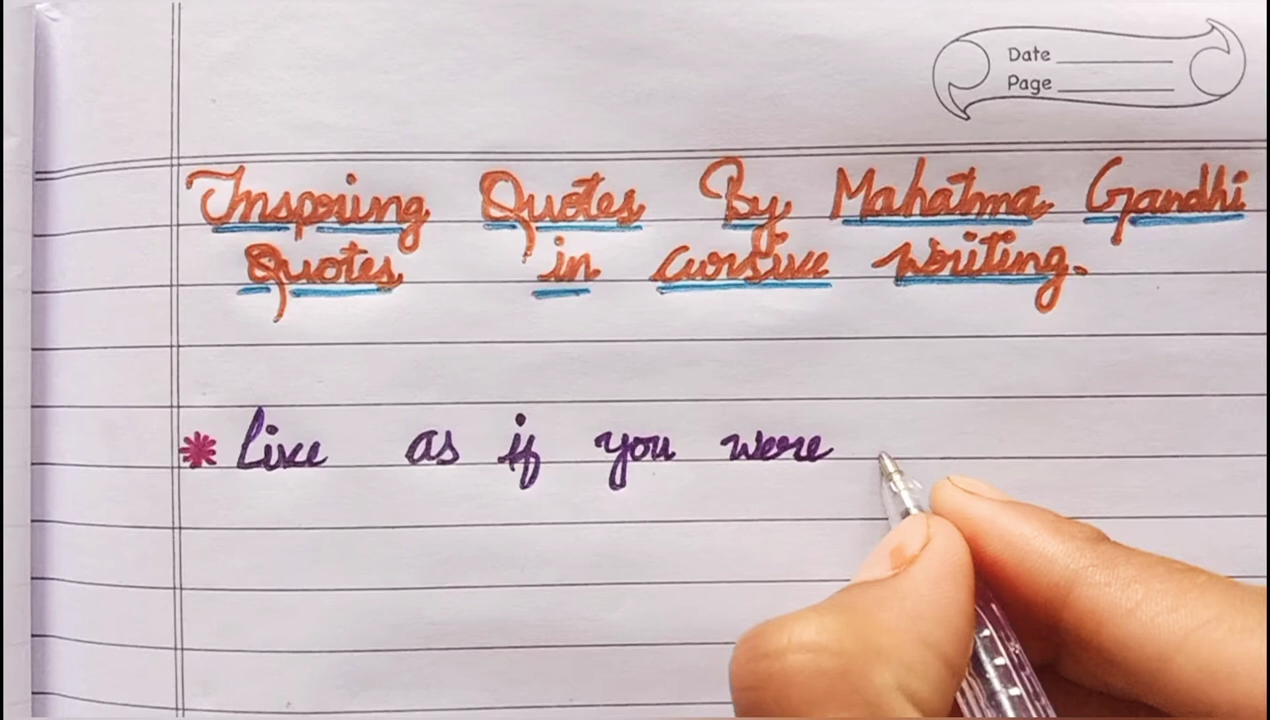 Date
Page
Inspiring Quotes By Mahatma Gandhi
Quotes in cursive writing.
* Live as if you were